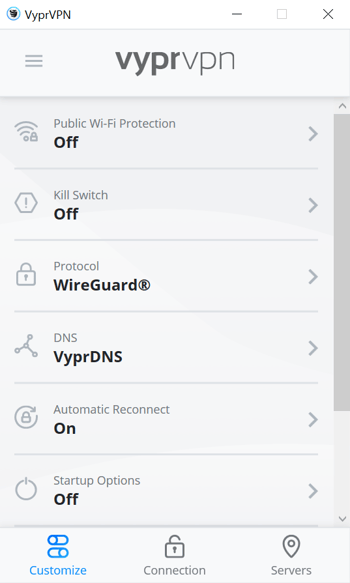 VyprVPN
vyprvpn
Public Wi-Fi Protection
Off
Kill Switch
Off
Protocol
WireGuard®
DNS
VyprDNS
Automatic Reconnect
On
Startup Options
Off
Customize
Connection
Servers